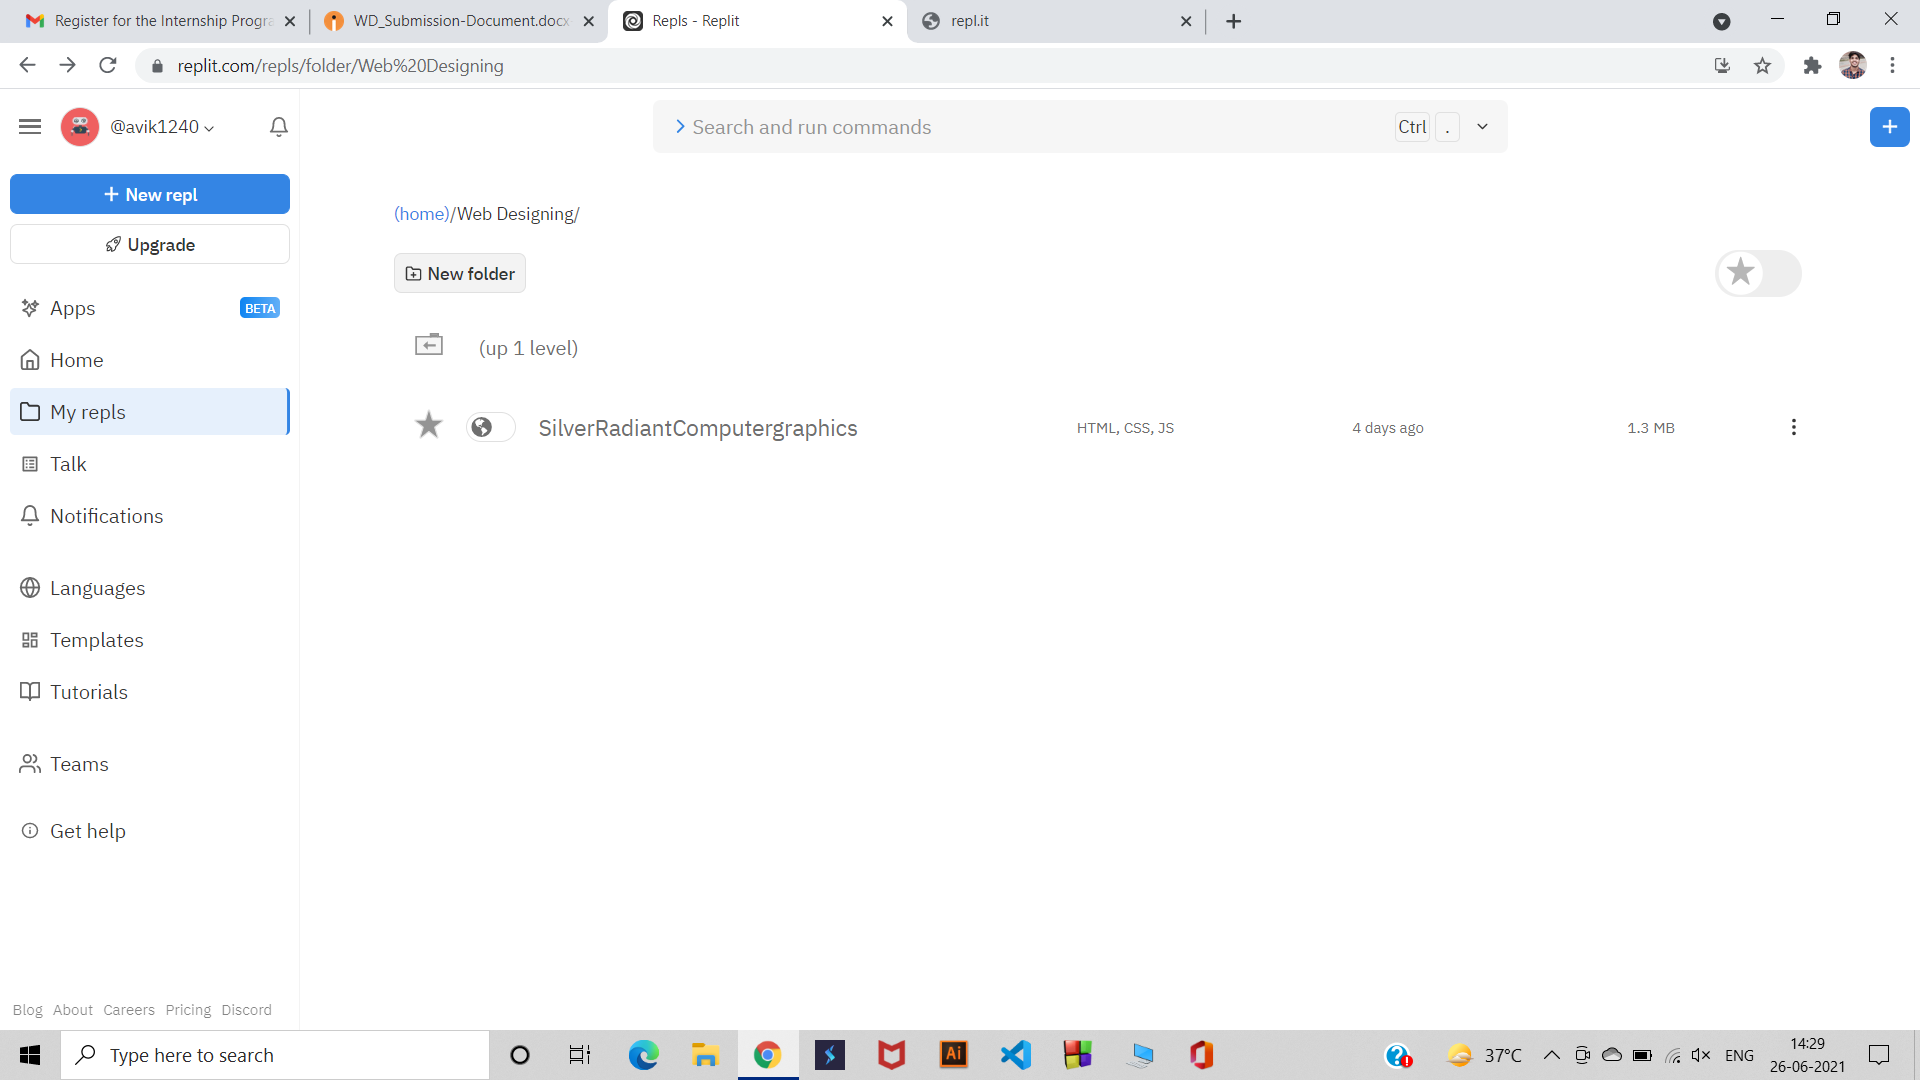 Register for the Internship Progra
WD_Submission-Document.docx
Repls - Replit
repl.it
replit.com/repls/folder/Web%20Designing
@avik1240
Search and run commands
Ctrl .
+ New repl
Upgrade
(home)/Web Designing/
New folder
Apps
BETA
Home
(up 1 level)
My repls
SilverRadiantComputergraphics
HTML, CSS, JS
4 days ago
1.3 MB
Talk
Notifications
Languages
Templates
Tutorials
Teams
Get help
Blog About Careers Pricing Discord
Type here to search
Ai
37°C
ENG
14:29
26-06-2021